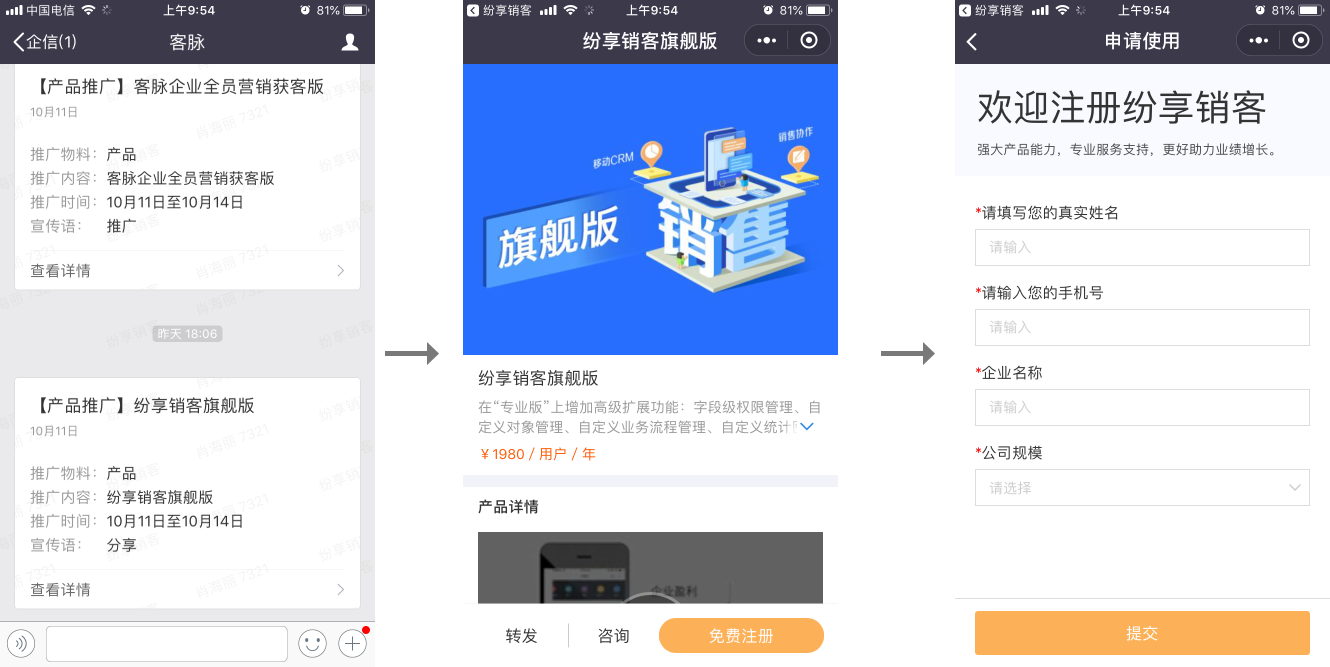 中国电信
上午9:54
81%
企信(1)
客脉
【产品推广】客脉企业全员营销获客版
10月11日
推广物料：产品
推广内容：客脉企业全员营销获客版
推广时间：10月11日至10月14日
宣传语：推广
查看详情
昨天 18:06
【产品推广】纷享销客旗舰版
10月11日
推广物料：产品
推广内容：纷享销客旗舰版
推广时间：10月11日至10月14日
宣传语：分享
查看详情
肖海丽 7321
纷享销客
纷享销客
上午9:54
81%
纷享销客旗舰版
移动CRM
销售协作
旗舰版
销售
纷享销客旗舰版
在“专业版”上增加高级扩展功能：字段级权限管理、自
定义对象管理、自定义业务流程管理、自定义统计
￥1980 / 用户 / 年
产品详情
企业盈利
转发
咨询
免费注册
纷享销客
上午9:54
81%
申请使用
欢迎注册纷享销客
强大产品能力，专业服务支持，更好助力业绩增长。
*请填写您的真实姓名
请输入
*请输入您的手机号
请输入
*企业名称
请输入
*公司规模
请选择
提交